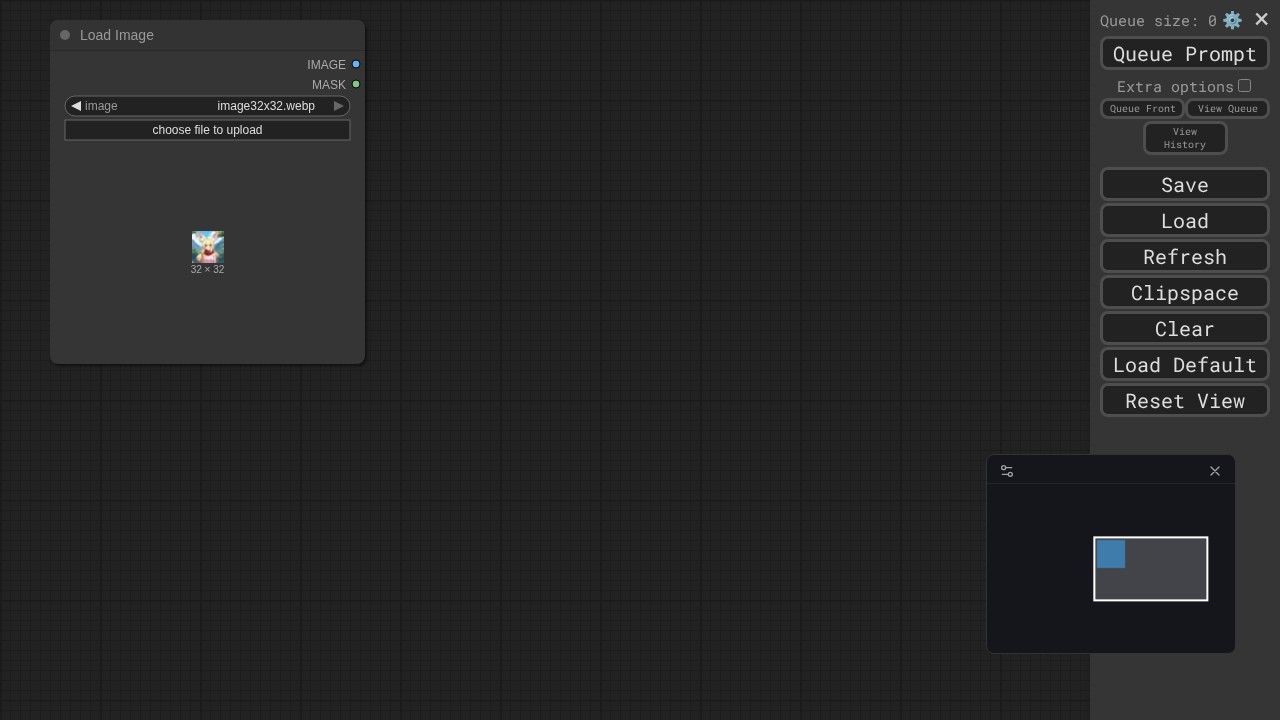 Load Image
IMAGE
MASK
image image32x32.webp
choose file to upload
32 × 32
Queue size: 0
Queue Prompt
Extra options
Queue Front View Queue
View
History
Save
Load
Refresh
Clipspace
Clear
Load Default
Reset View